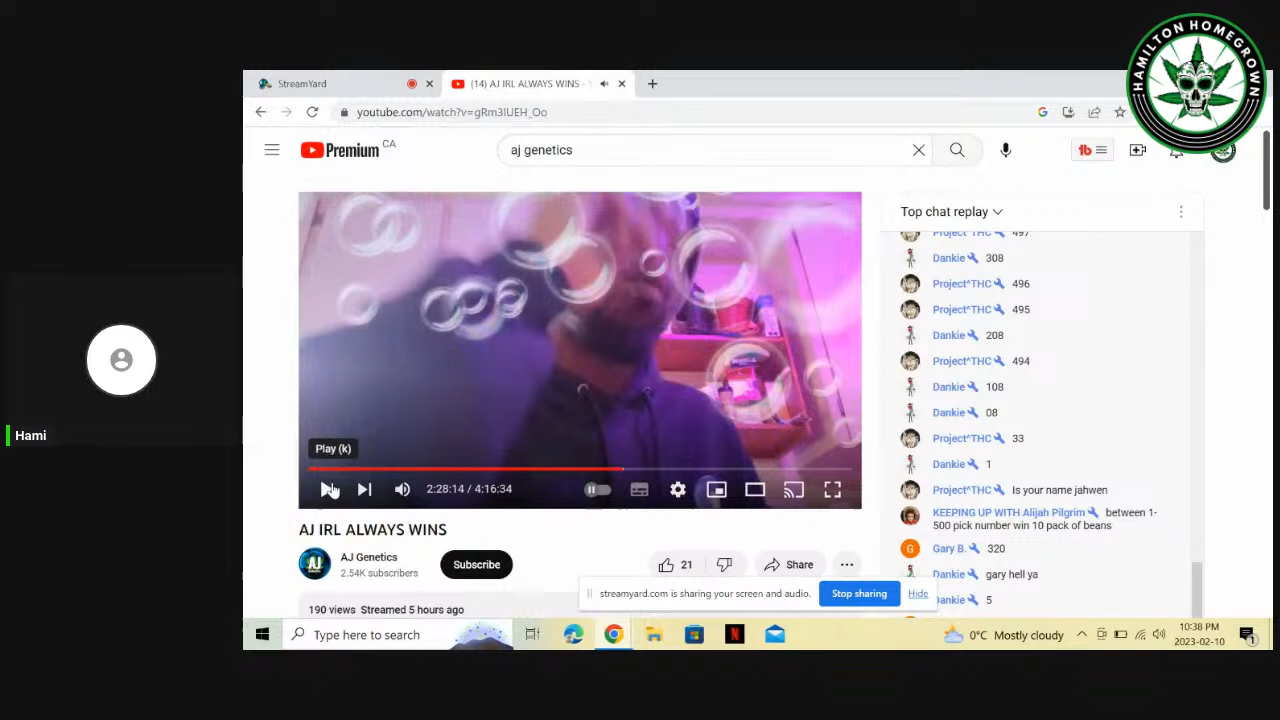 HAMILTON HOMEGROWN
StreamYard
(14) AJ IRL ALWAYS WINS -
youtube.com/watch?v=gRm3lUEH_Oo
Premium CA
aj genetics
Top chat replay
Project^THC 497
Dankie 308
Project^THC 496
Project^THC 495
Dankie 208
Project^THC 494
Dankie 108
Dankie 08
Project^THC 33
Dankie 1
Project^THC Is your name jahwen
KEEPING UP WITH Alijah Pilgrim between 1-
500 pick number win 10 pack of beans
Gary B. 320
Dankie gary hell ya
Dankie 5
Play (k)
2:28:14 / 4:16:34
AJ IRL ALWAYS WINS
AJ Genetics
2.54K subscribers
Subscribe
21
Share
190 views Streamed 5 hours ago
streamyard.com is sharing your screen and audio.
Stop sharing
Hide
Hami
Type here to search
0°C Mostly cloudy
10:38 PM
2023-02-10